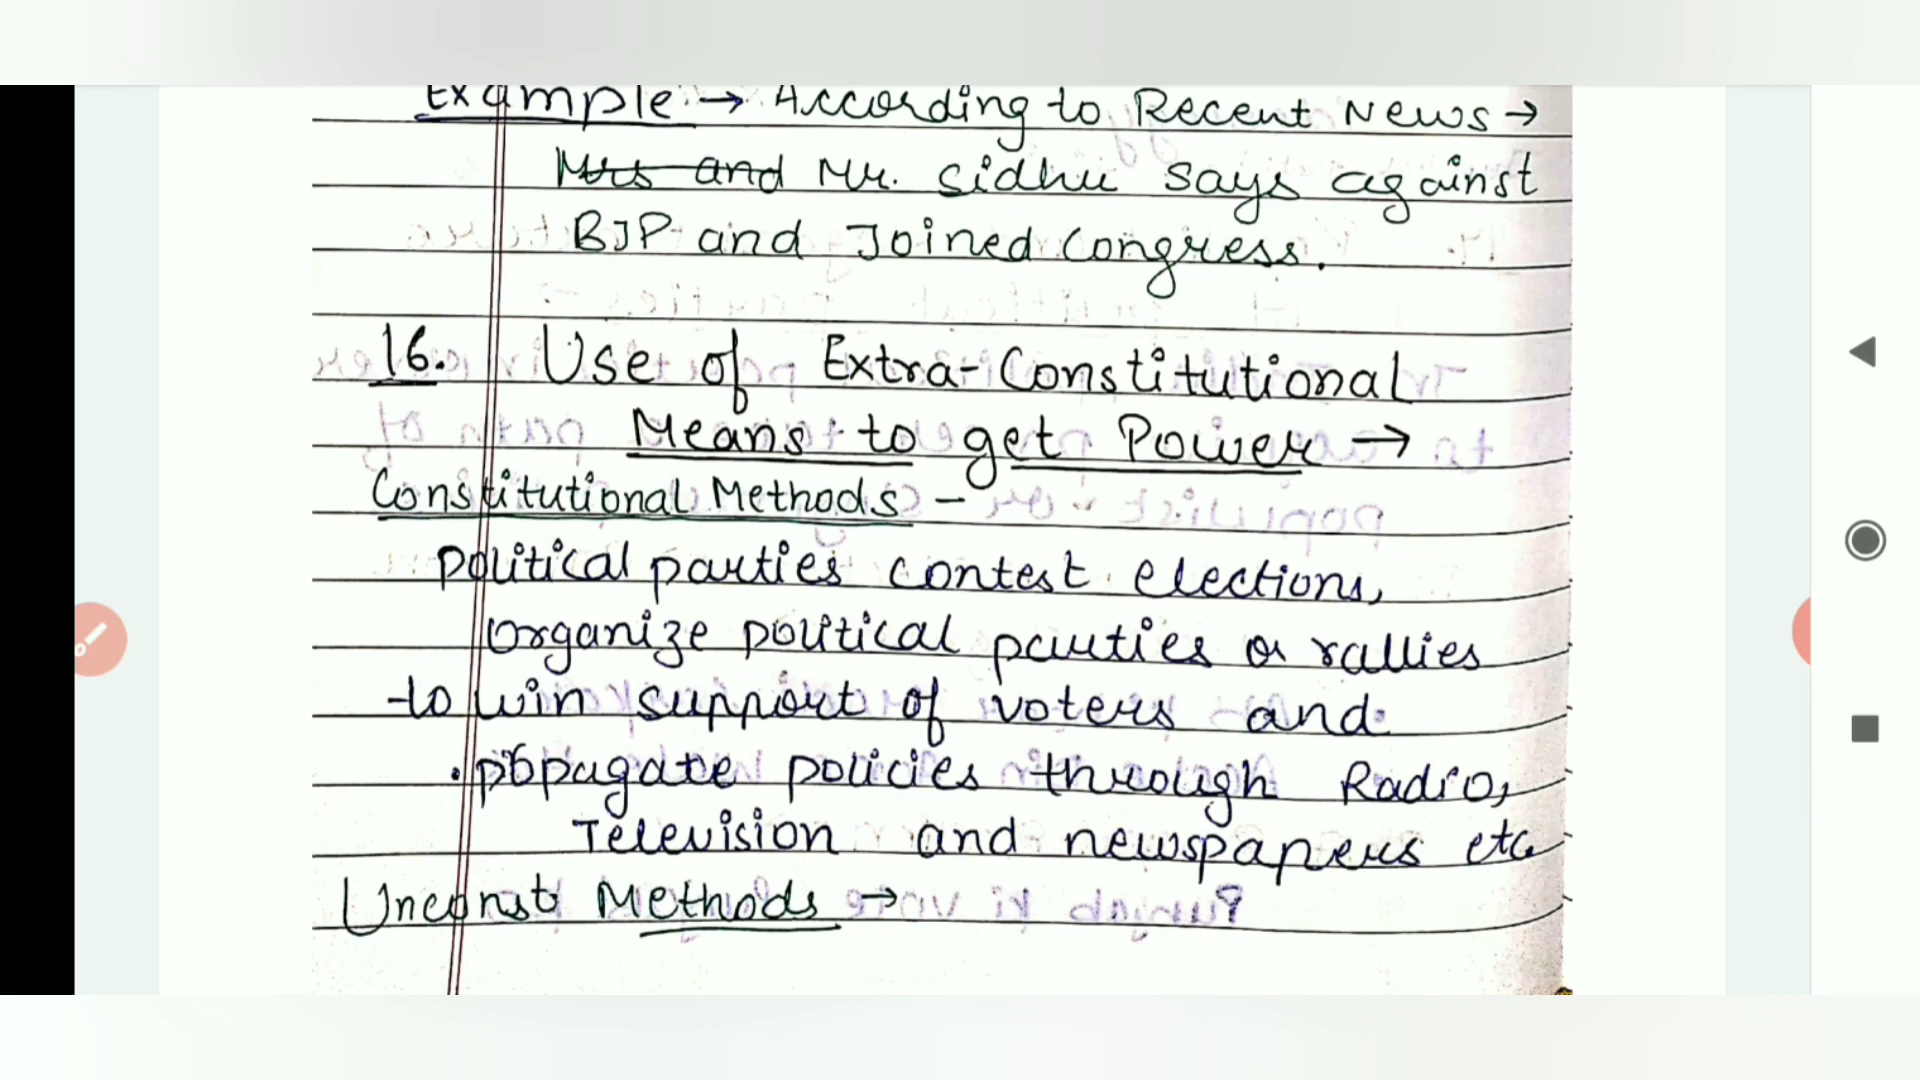 Example → According to Recent News →
Mrs and Mr. Sidhu says against
BJP and Joined Congress.
16. Use of Extra-Constitutional
Means to get Power →
Constitutional Methods -
political parties contest elections,
organize political parties or rallies
to win support of voters and
popagate policies through Radio,
Television and newspapers etc
Unconst Methods →